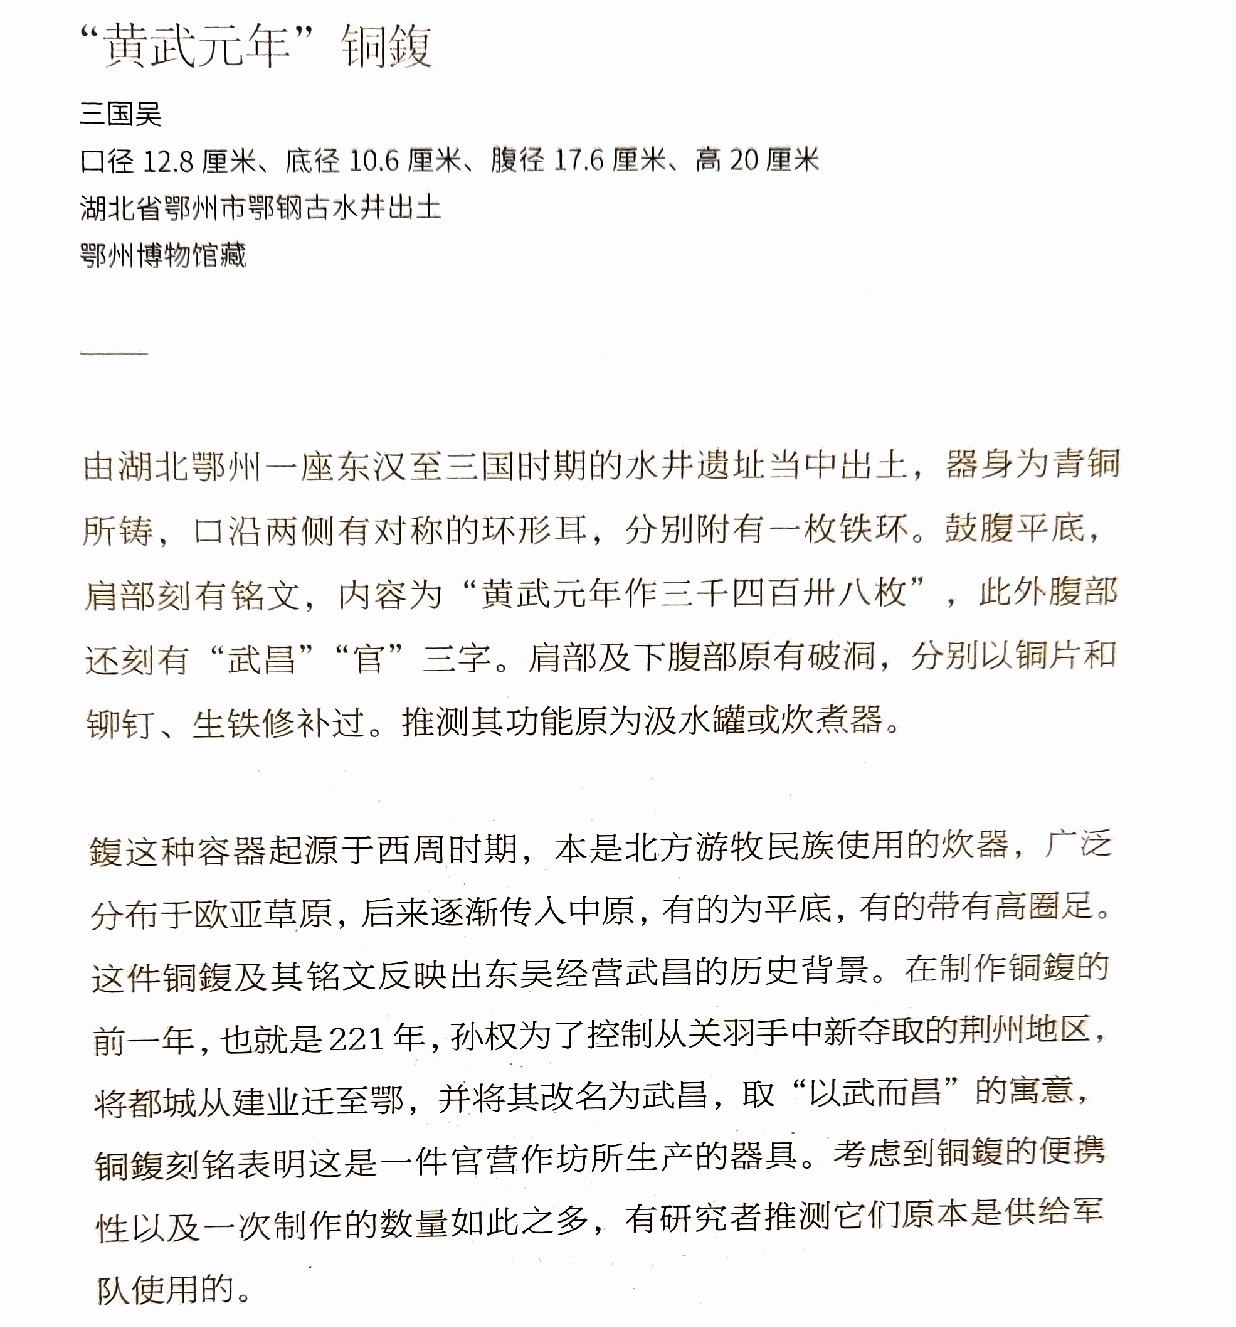 “黄武元年”铜鍑
三国吴
口径 12.8 厘米、底径 10.6 厘米、腹径 17.6 厘米、高 20 厘米
湖北省鄂州市鄂钢古水井出土
鄂州博物馆藏
由湖北鄂州一座东汉至三国时期的水井遗址当中出土，器身为青铜
所铸，口沿两侧有对称的环形耳，分别附有一枚铁环。鼓腹平底，
肩部刻有铭文，内容为“黄武元年作三千四百卅八枚”，此外腹部
还刻有“武昌”“官”三字。肩部及下腹部原有破洞，分别以铜片和
铆钉、生铁修补过。推测其功能原为汲水罐或炊煮器。
鍑这种容器起源于西周时期，本是北方游牧民族使用的炊器，广泛
分布于欧亚草原，后来逐渐传入中原，有的为平底，有的带有高圈足。
这件铜鍑及其铭文反映出东吴经营武昌的历史背景。在制作铜鍑的
前一年，也就是 221 年，孙权为了控制从关羽手中新夺取的荆州地区，
将都城从建业迁至鄂，并将其改名为武昌，取“以武而昌”的寓意，
铜鍑刻铭表明这是一件官营作坊所生产的器具。考虑到铜鍑的便携
性以及一次制作的数量如此之多，有研究者推测它们原本是供给军
队使用的。